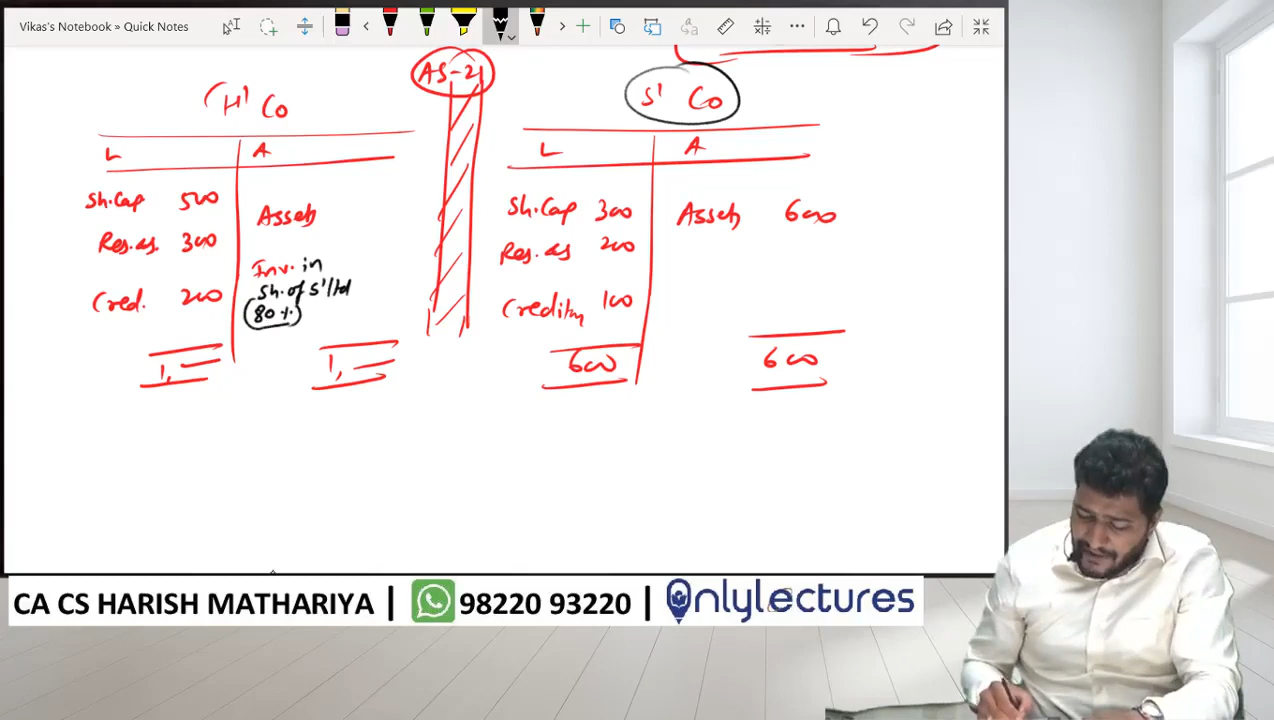 Vikas's Notebook » Quick Notes
AS-21
'H' Co
L A
Sh.Cap 500
Assets
Res.&s. 300
Inv. in
Sh. of S'ltd
80%
Cred. 200
1, 1,
S' Co
L A
Sh.Cap 300 Assets 600
Res.&s 200
Creditors 100
600 600
CA CS HARISH MATHARIYA | 98220 93220 | Onlylectures